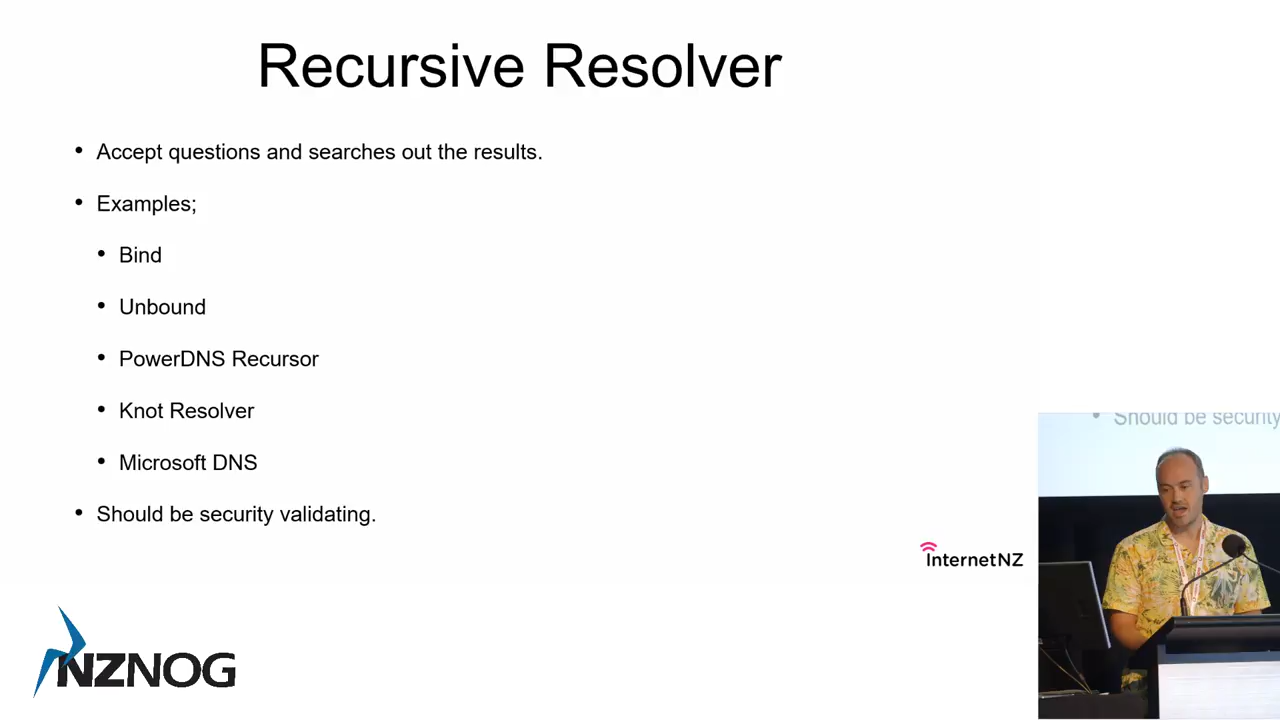 Recursive Resolver
• Accept questions and searches out the results.
• Examples;
• Bind
• Unbound
• PowerDNS Recursor
• Knot Resolver
• Microsoft DNS
• Should be security validating.
• Should be security
InternetNZ
NZNOG